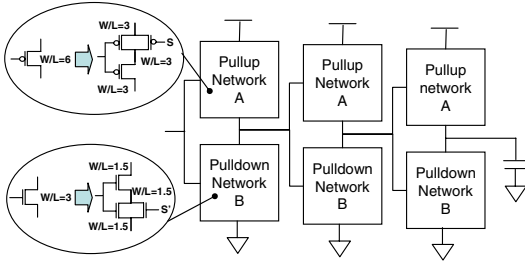 W/L=3
S
W/L=6
W/L=3
W/L=3
Pullup
Network
A
Pullup
Network
A
Pullup
network
A
W/L=1.5
W/L=3
W/L=1.5
S'
W/L=1.5
Pulldown
Network
B
Pulldown
Network
B
Pulldown
Network
B